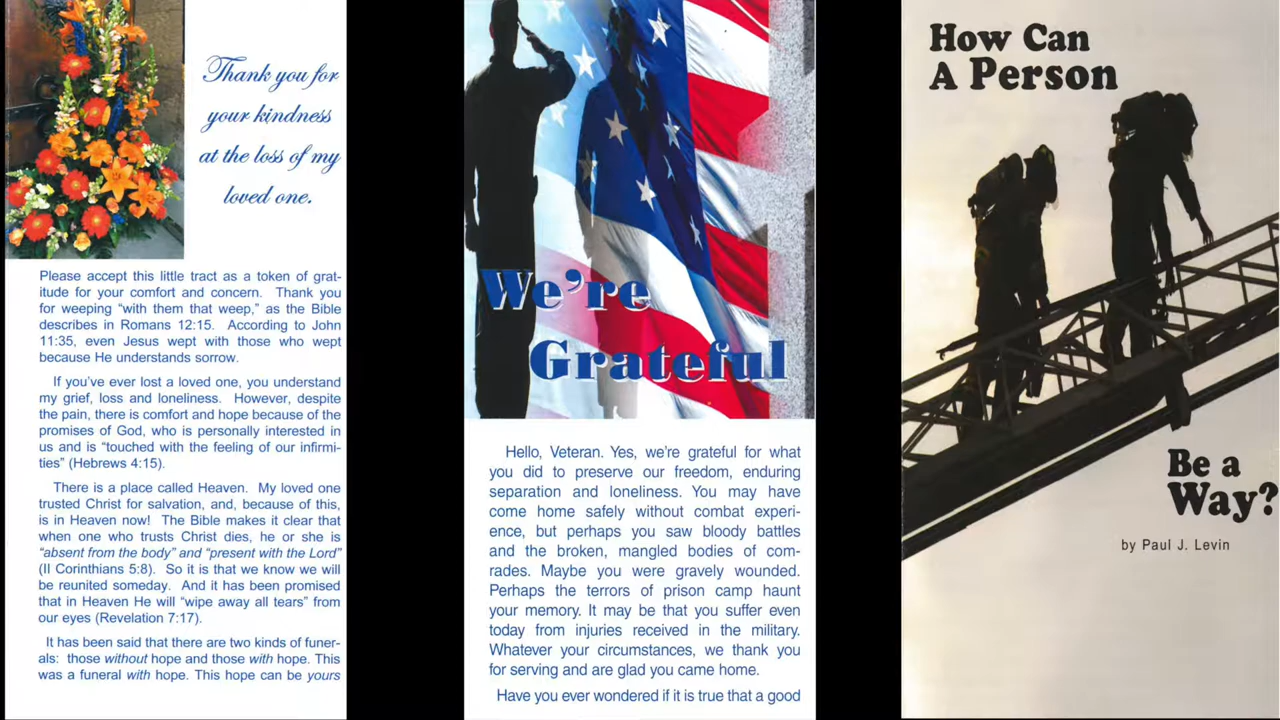 Thank you for
your kindness
at the loss of my
loved one.
Please accept this little tract as a token of grat-
itude for your comfort and concern. Thank you
for weeping “with them that weep,” as the Bible
describes in Romans 12:15. According to John
11:35, even Jesus wept with those who wept
because He understands sorrow.
If you’ve ever lost a loved one, you understand
my grief, loss and loneliness. However, despite
the pain, there is comfort and hope because of the
promises of God, who is personally interested in
us and is “touched with the feeling of our infirmi-
ties” (Hebrews 4:15).
There is a place called Heaven. My loved one
trusted Christ for salvation, and, because of this,
is in Heaven now! The Bible makes it clear that
when one who trusts Christ dies, he or she is
“absent from the body” and “present with the Lord”
(II Corinthians 5:8). So it is that we know we will
be reunited someday. And it has been promised
that in Heaven He will “wipe away all tears” from
our eyes (Revelation 7:17).
It has been said that there are two kinds of funer-
als: those without hope and those with hope. This
was a funeral with hope. This hope can be yours
We’re
Grateful
Hello, Veteran. Yes, we’re grateful for what
you did to preserve our freedom, enduring
separation and loneliness. You may have
come home safely without combat experi-
ence, but perhaps you saw bloody battles
and the broken, mangled bodies of com-
rades. Maybe you were gravely wounded.
Perhaps the terrors of prison camp haunt
your memory. It may be that you suffer even
today from injuries received in the military.
Whatever your circumstances, we thank you
for serving and are glad you came home.
Have you ever wondered if it is true that a good
How Can
A Person
Be a
Way?
by Paul J. Levin